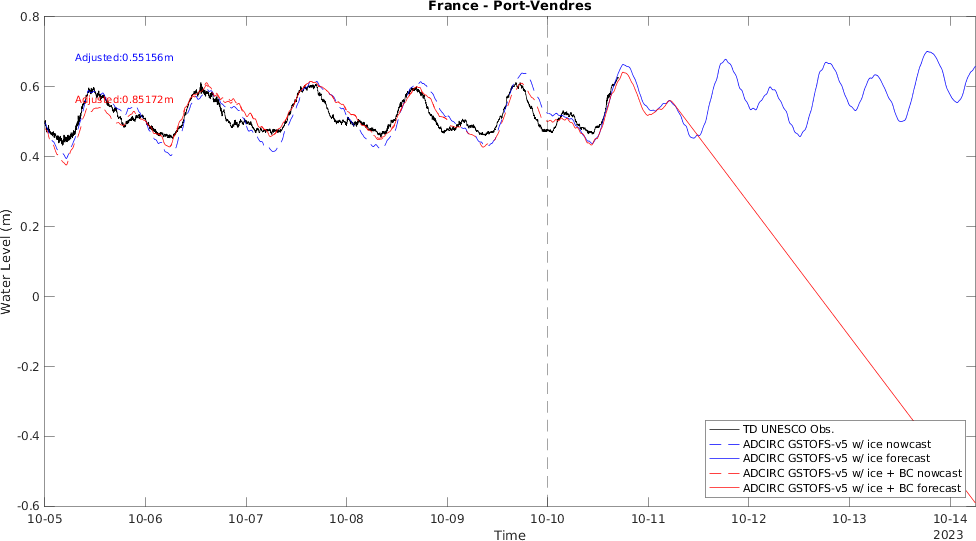 France - Port-Vendres
0.8
0.6
0.4
0.2
0
-0.2
-0.4
-0.6
Water Level (m)
Adjusted:0.55156m
Adjusted:0.85172m
TD UNESCO Obs.
ADCIRC GSTOFS-v5 w/ ice nowcast
ADCIRC GSTOFS-v5 w/ ice forecast
ADCIRC GSTOFS-v5 w/ ice + BC nowcast
ADCIRC GSTOFS-v5 w/ ice + BC forecast
10-05 10-06 10-07 10-08 10-09 10-10 10-11 10-12 10-13 10-14
2023
Time